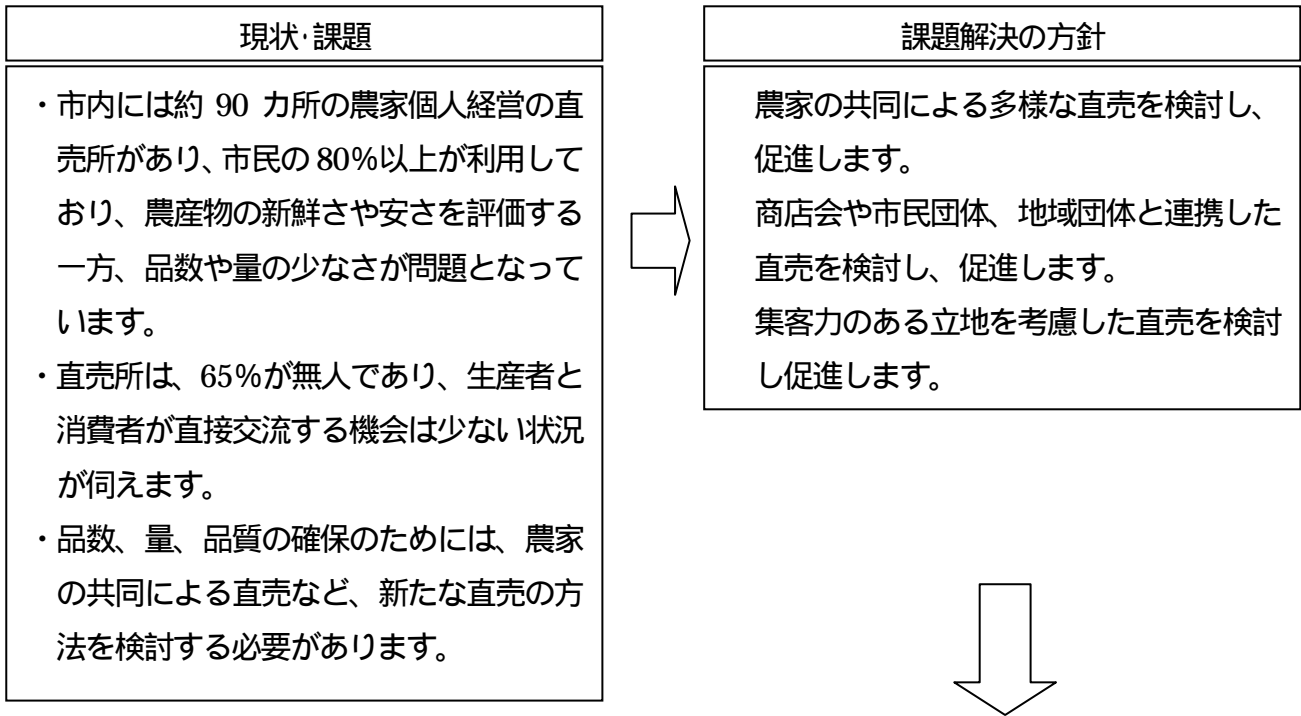 現状・課題
・市内には約 90 カ所の農家個人経営の直
売所があり、市民の 80%以上が利用して
おり、農産物の新鮮さや安さを評価する
一方、品数や量の少なさが問題となって
います。
・直売所は、65%が無人であり、生産者と
消費者が直接交流する機会は少ない状況
が伺えます。
・品数、量、品質の確保のためには、農家
の共同による直売など、新たな直売の方
法を検討する必要があります。
課題解決の方針
農家の共同による多様な直売を検討し、
促進します。
商店会や市民団体、地域団体と連携した
直売を検討し、促進します。
集客力のある立地を考慮した直売を検討
し促進します。